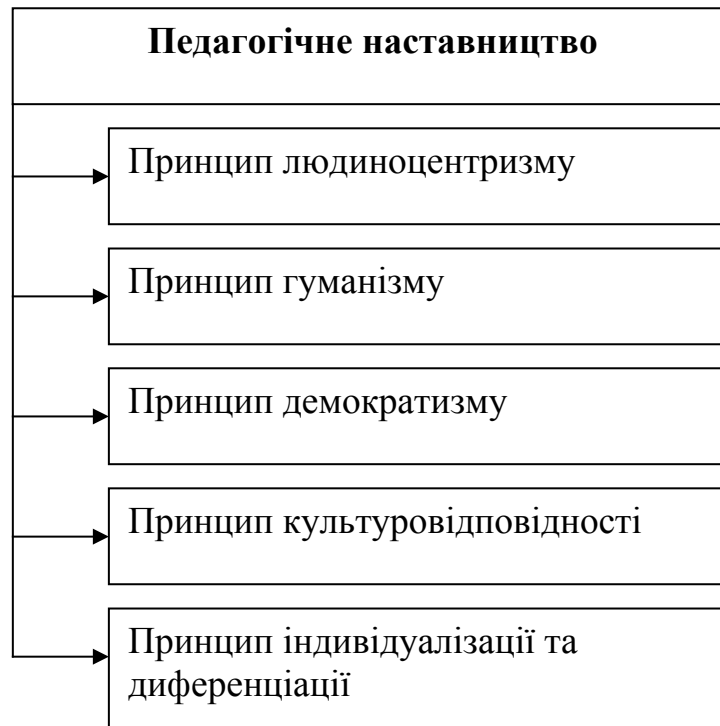 Педагогічне наставництво
Принцип людиноцентризму
Принцип гуманізму
Принцип демократизму
Принцип культуровідповідності
Принцип індивідуалізації та
диференціації